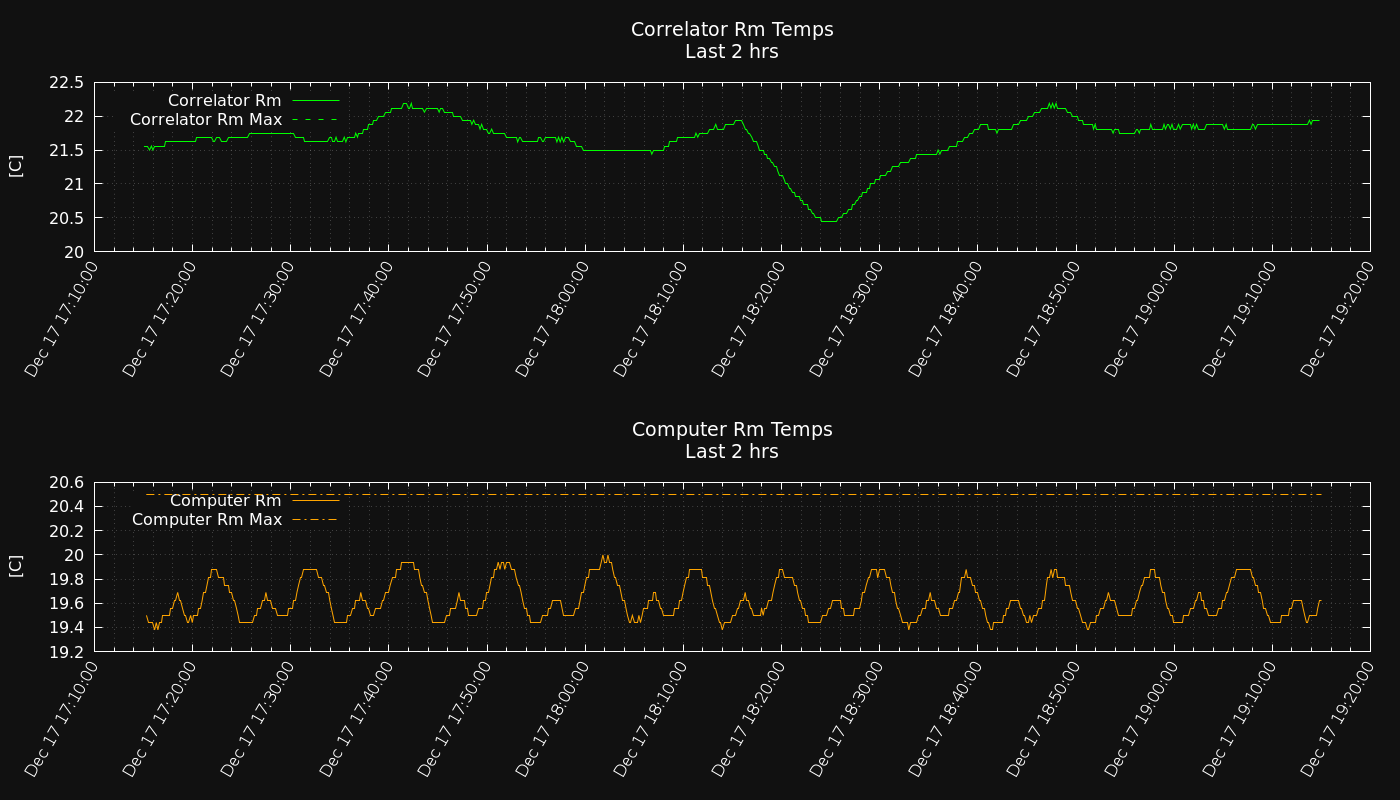 Correlator Rm Temps
Last 2 hrs
22.5
22
21.5
21
20.5
20
[C]
Correlator Rm
Correlator Rm Max
Dec 17 17:10:00
Dec 17 17:20:00
Dec 17 17:30:00
Dec 17 17:40:00
Dec 17 17:50:00
Dec 17 18:00:00
Dec 17 18:10:00
Dec 17 18:20:00
Dec 17 18:30:00
Dec 17 18:40:00
Dec 17 18:50:00
Dec 17 19:00:00
Dec 17 19:10:00
Dec 17 19:20:00
Computer Rm Temps
Last 2 hrs
20.6
20.4
20.2
20
19.8
19.6
19.4
19.2
[C]
Computer Rm
Computer Rm Max
Dec 17 17:10:00
Dec 17 17:20:00
Dec 17 17:30:00
Dec 17 17:40:00
Dec 17 17:50:00
Dec 17 18:00:00
Dec 17 18:10:00
Dec 17 18:20:00
Dec 17 18:30:00
Dec 17 18:40:00
Dec 17 18:50:00
Dec 17 19:00:00
Dec 17 19:10:00
Dec 17 19:20:00